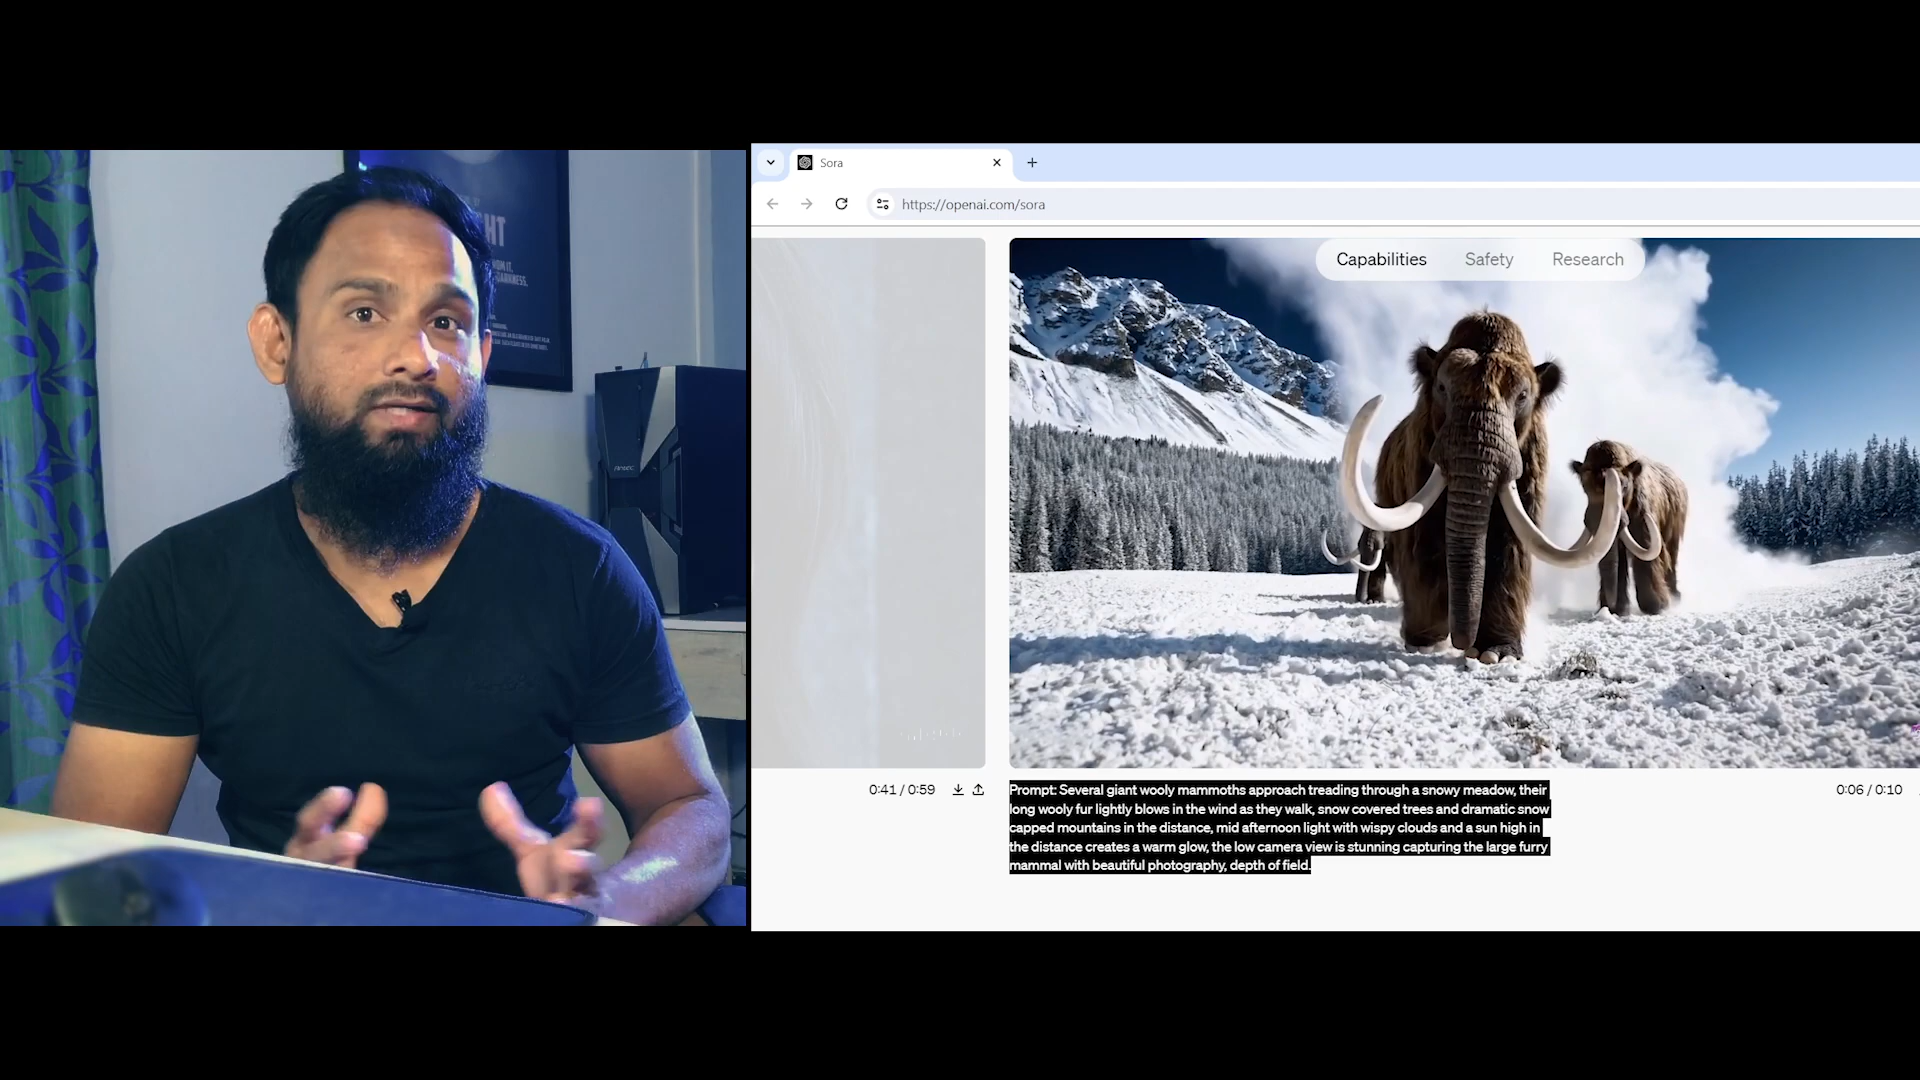 HT
Sora
https://openai.com/sora
Capabilities
Safety
Research
0:41 / 0:59
0:06 / 0:10
Prompt: Several giant wooly mammoths approach treading through a snowy meadow, their
long wooly fur lightly blows in the wind as they walk, snow covered trees and dramatic snow
capped mountains in the distance, mid afternoon light with wispy clouds and a sun high in
the distance creates a warm glow, the low camera view is stunning capturing the large furry
mammal with beautiful photography, depth of field.